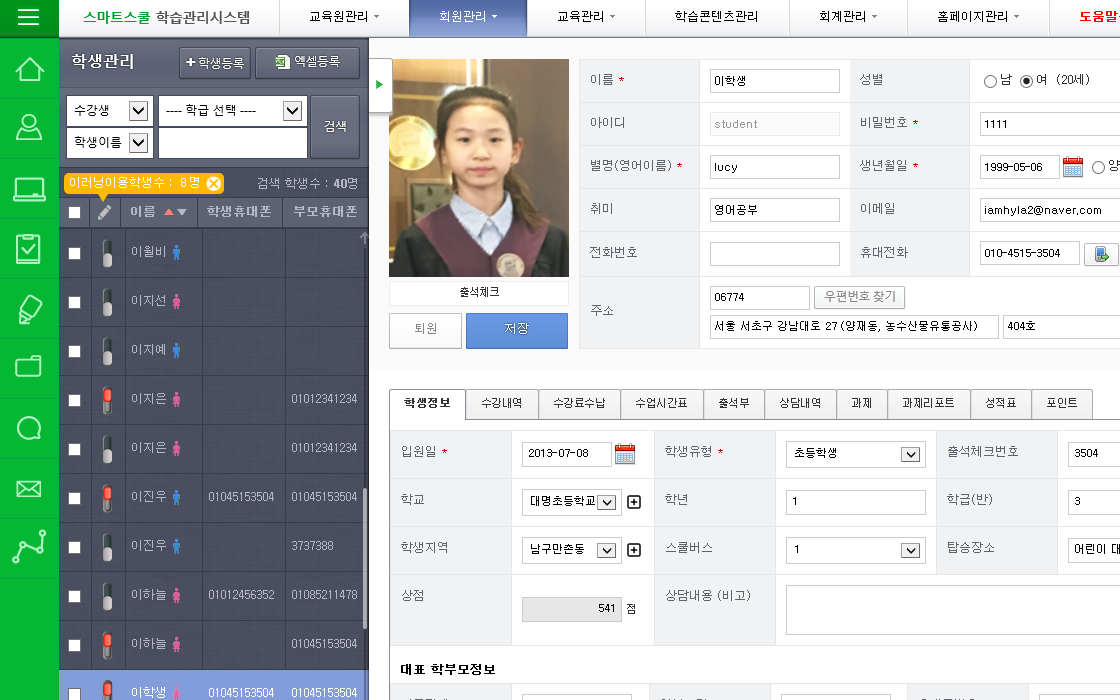 스마트스쿨 학습관리시스템 교육원관리 회원관리 교육관리 학습콘텐츠관리 회계관리 홈페이지관리 도움말
학생관리 +학생등록 엑셀등록
수강생 ---- 학급 선택 ----
학생이름 검색
이러닝이용학생수 : 8 명 검색 학생수 : 40명
이름 학생휴대폰 부모휴대폰
이월비
이지선
이지예
이지은 01012341234
이지은 01012341234
이진우 01045153504 01045153504
이진우 3737388
이하늘 01012456352 01085211478
이하늘 01045153504
이학생 01045153504 01045153504
출석체크
퇴원 저장
이름 * 이학생 성별 남 여 (20세)
아이디 student 비밀번호 * 1111
별명(영어이름) * lucy 생년월일 * 1999-05-06 양
취미 영어공부 이메일 iamhyla2@naver.com
전화번호 휴대전화 010-4515-3504
주소 06774 우편번호 찾기
서울 서초구 강남대로 27 (양재동, 농수산물유통공사) 404호
학생정보 수강내역 수강료수납 수업시간표 출석부 상담내역 과제 과제리포트 성적표 포인트
입원일 * 2013-07-08 학생유형 * 초등학생 출석체크번호 3504
학교 대명초등학교 학년 1 학급(반) 3
학생지역 남구만촌동 스쿨버스 1 탑승장소 어린이 대
상점 541 점 상담내용 (비고)
대표 학부모정보